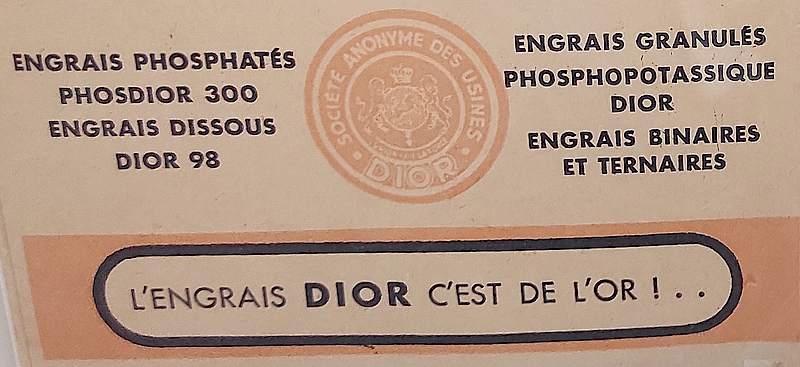 ENGRAIS PHOSPHATÉS
PHOSDIOR 300
ENGRAIS DISSOUS
DIOR 98
SOCIÉTÉ ANONYME DES USINES
DIOR
ENGRAIS GRANULÉS
PHOSPHOPOTASSIQUE
DIOR
ENGRAIS BINAIRES
ET TERNAIRES
L'ENGRAIS DIOR C'EST DE L'OR ! . .